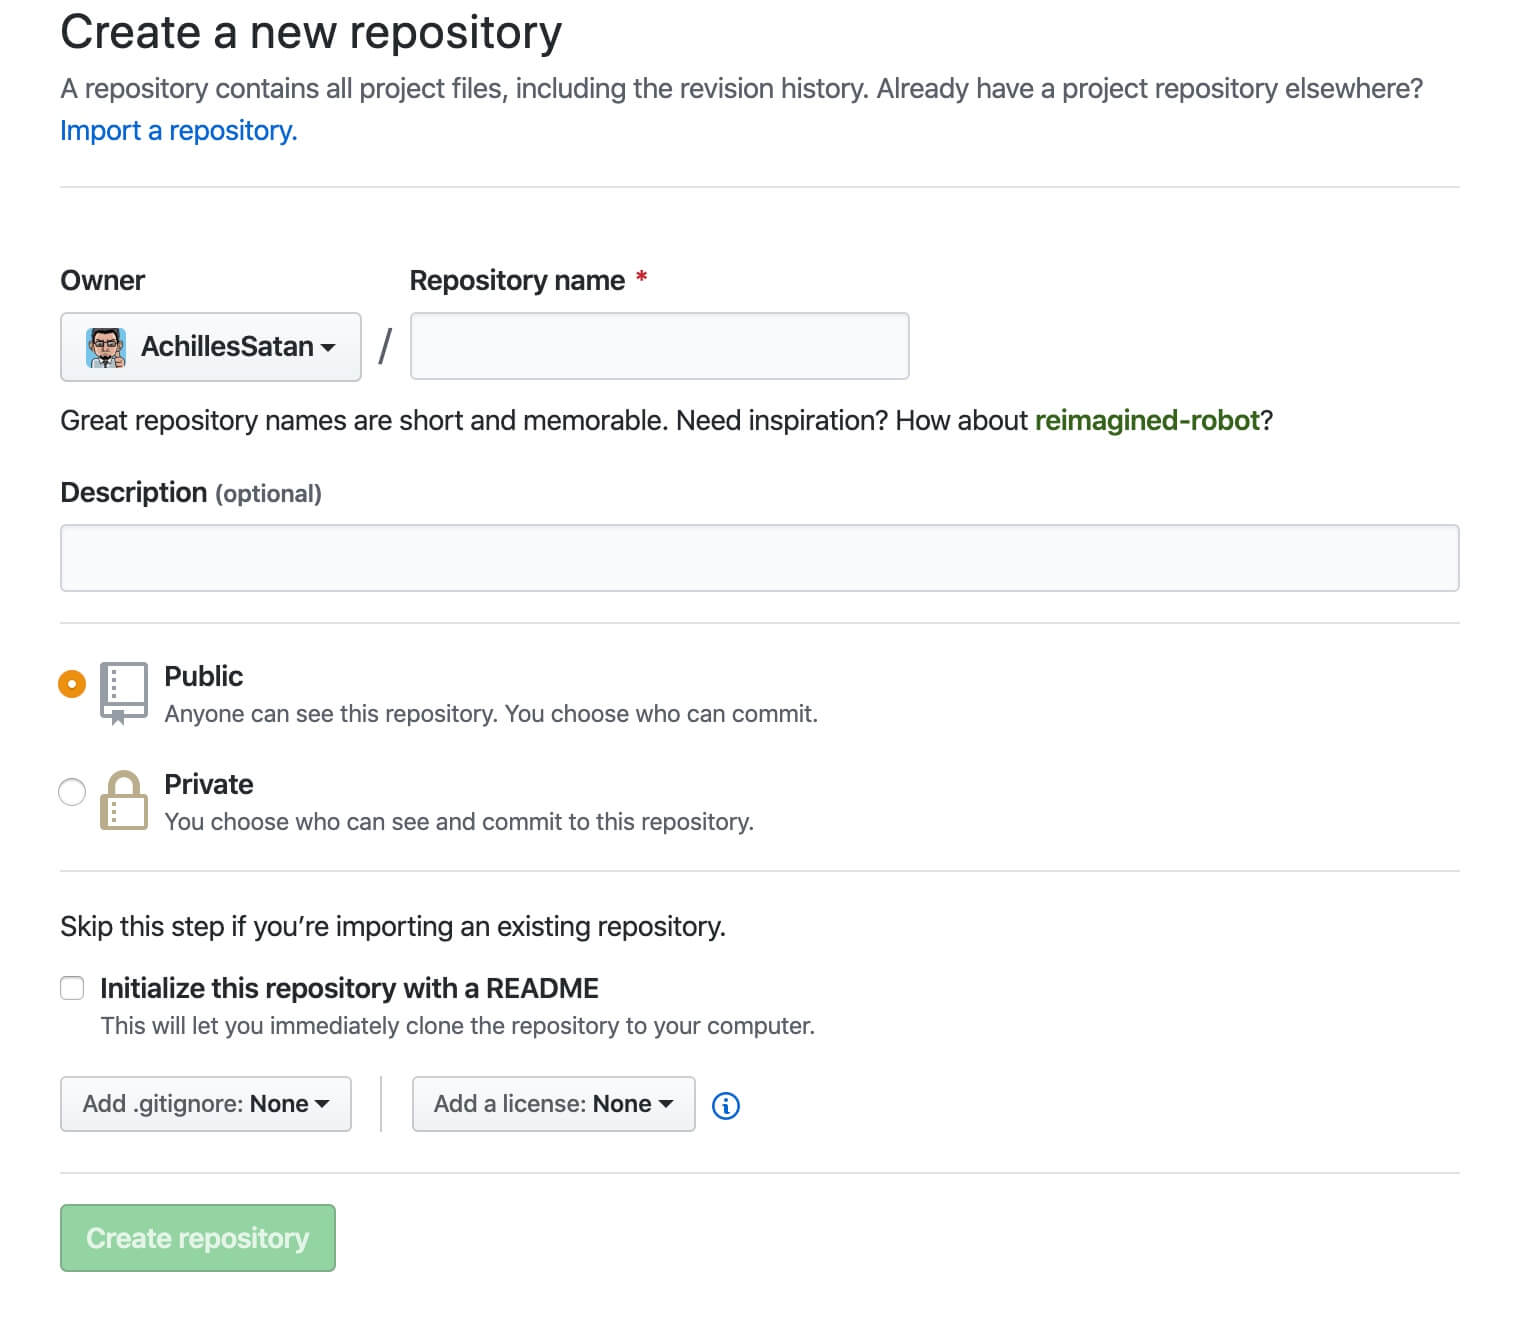 Create a new repository
A repository contains all project files, including the revision history. Already have a project repository elsewhere?
Import a repository.
Owner
Repository name *
AchillesSatan
/
Great repository names are short and memorable. Need inspiration? How about reimagined-robot?
Description (optional)
Public
Anyone can see this repository. You choose who can commit.
Private
You choose who can see and commit to this repository.
Skip this step if you’re importing an existing repository.
Initialize this repository with a README
This will let you immediately clone the repository to your computer.
Add .gitignore: None
Add a license: None
Create repository